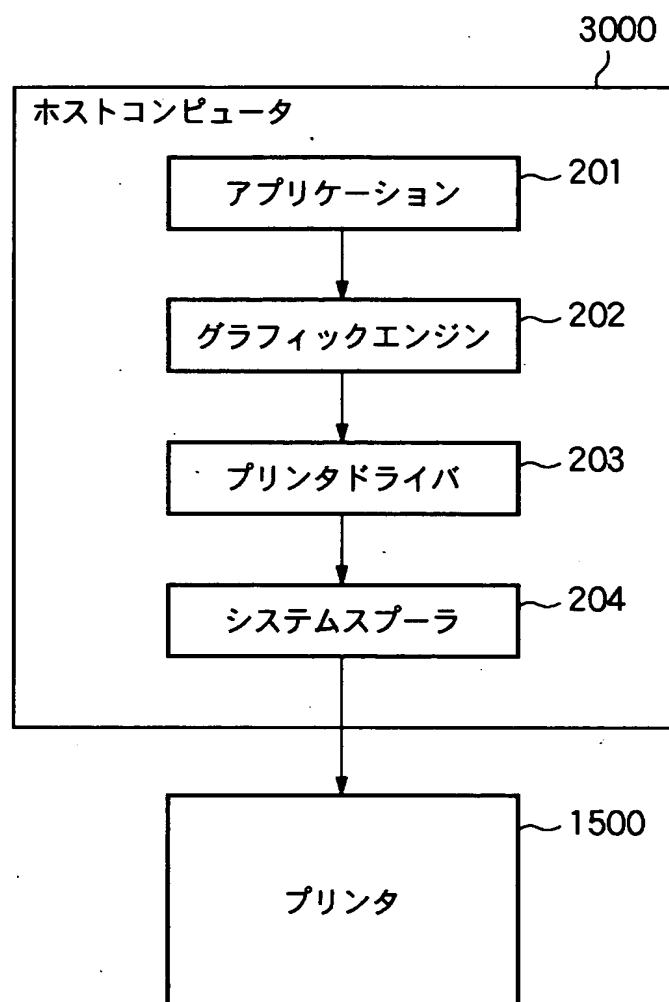 3000
ホストコンピュータ
アプリケーション 201
グラフィックエンジン 202
プリンタドライバ 203
システムスプーラ 204
プリンタ 1500